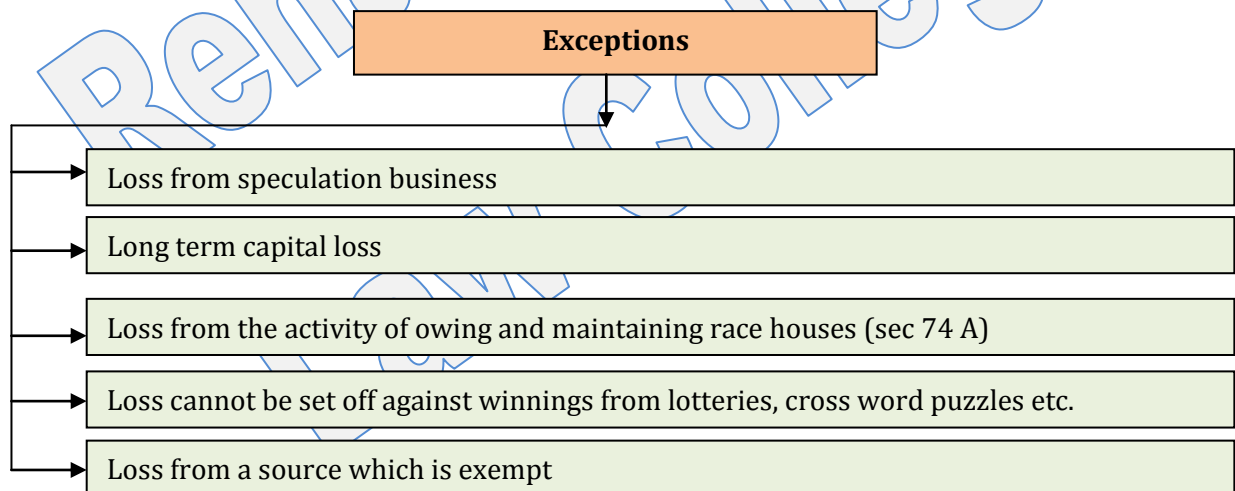 Exceptions
Loss from speculation business
Long term capital loss
Loss from the activity of owing and maintaining race houses (sec 74 A)
Loss cannot be set off against winnings from lotteries, cross word puzzles etc.
Loss from a source which is exempt